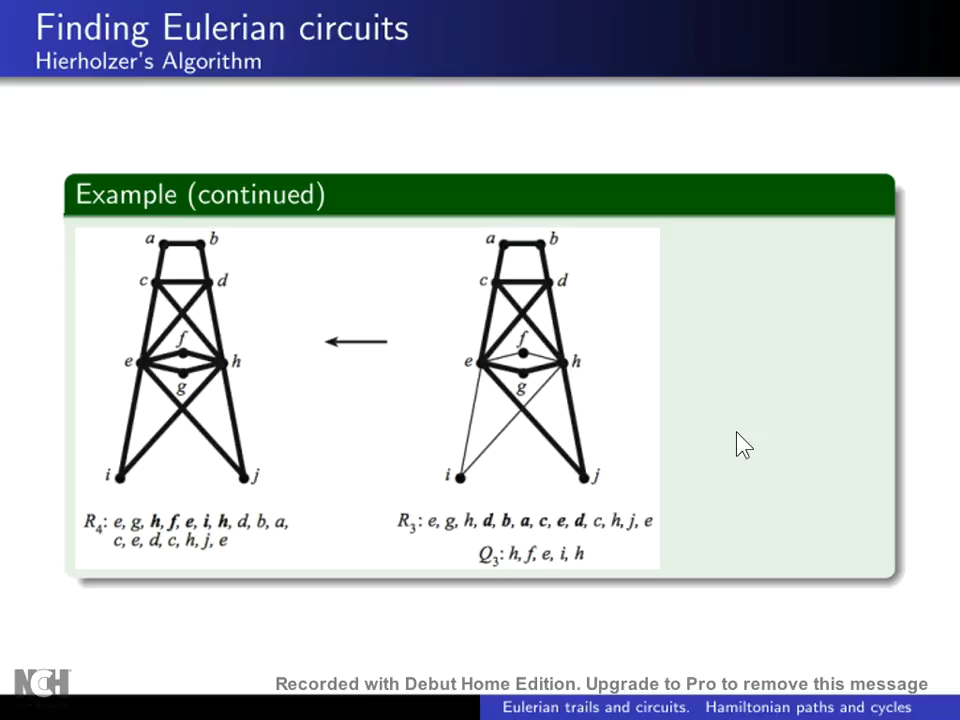 Finding Eulerian circuits
Hierholzer's Algorithm
Example (continued)
a b
c d
f
e h
g
i j
R4: e, g, h, f, e, i, h, d, b, a,
c, e, d, c, h, j, e
a b
c d
f
e h
g
i j
R3: e, g, h, d, b, a, c, e, d, c, h, j, e
Q3: h, f, e, i, h
NCH
Recorded with Debut Home Edition. Upgrade to Pro to remove this message
Eulerian trails and circuits. Hamiltonian paths and cycles